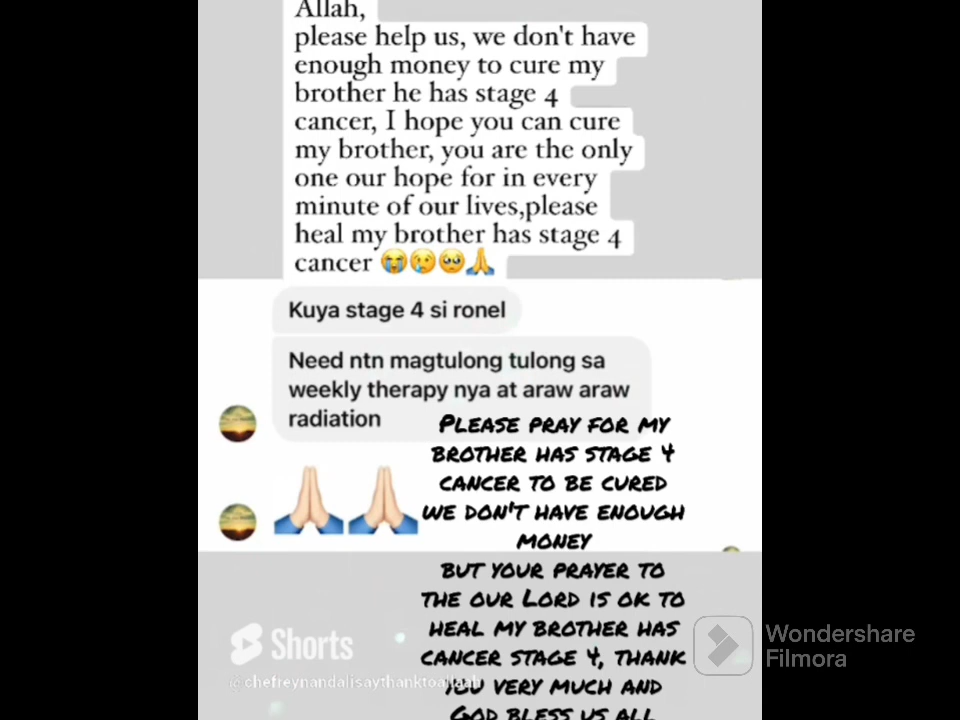 Allah,
please help us, we don't have
enough money to cure my
brother he has stage 4
cancer, I hope you can cure
my brother, you are the only
one our hope for in every
minute of our lives,please
heal my brother has stage 4
cancer 😭😢🥺🙏
Kuya stage 4 si ronel
Need ntn magtulong tulong sa
weekly therapy nya at araw araw
radiation
🙏🏻🙏🏻
PLEASE PRAY FOR MY
BROTHER HAS STAGE 4
CANCER TO BE CURED
WE DON'T HAVE ENOUGH
MONEY
BUT YOUR PRAYER TO
THE OUR LORD IS OK TO
HEAL MY BROTHER HAS
CANCER STAGE 4, THANK
YOU VERY MUCH AND
GOD BLESS US ALL
Shorts
chefreynandalisaythanktoallaah
Wondershare
Filmora